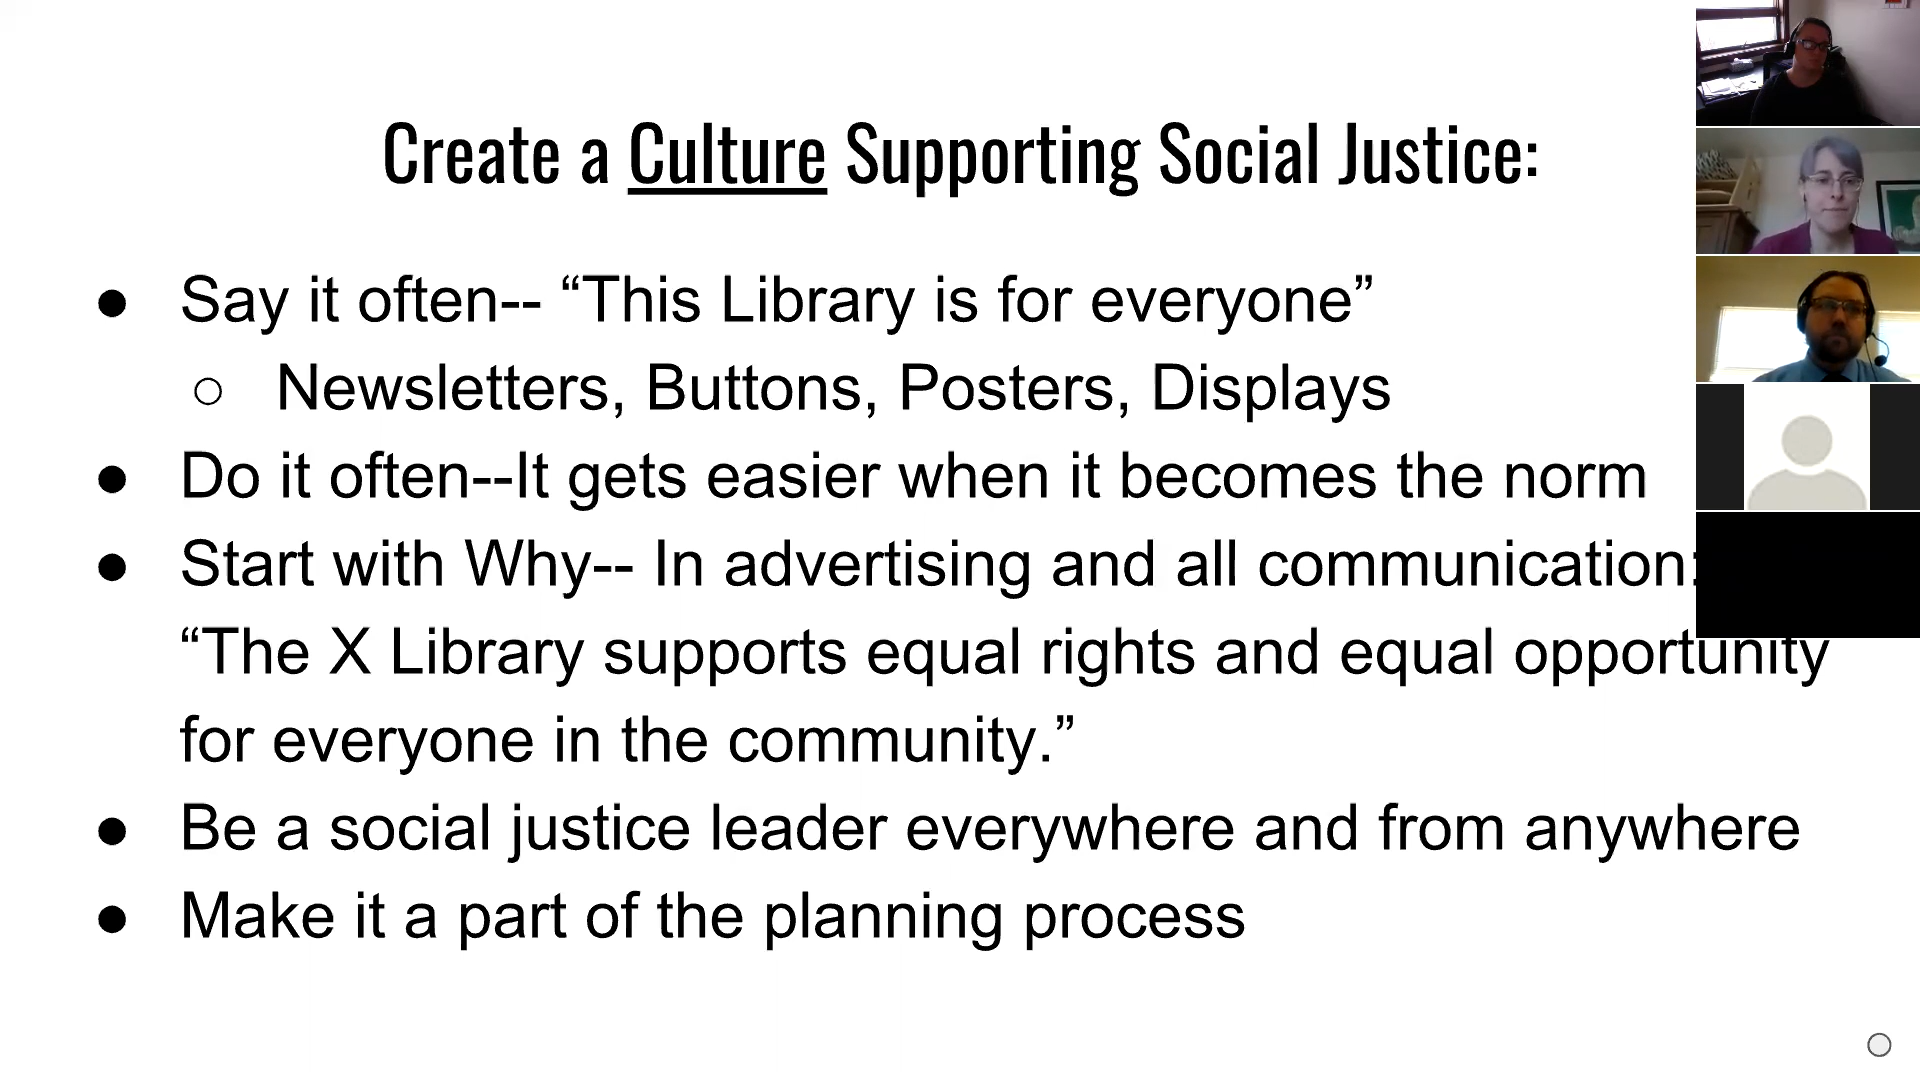 Create a Culture Supporting Social Justice:
● Say it often-- “This Library is for everyone”
○ Newsletters, Buttons, Posters, Displays
● Do it often--It gets easier when it becomes the norm
● Start with Why-- In advertising and all communication:
“The X Library supports equal rights and equal opportunity
for everyone in the community.”
● Be a social justice leader everywhere and from anywhere
● Make it a part of the planning process